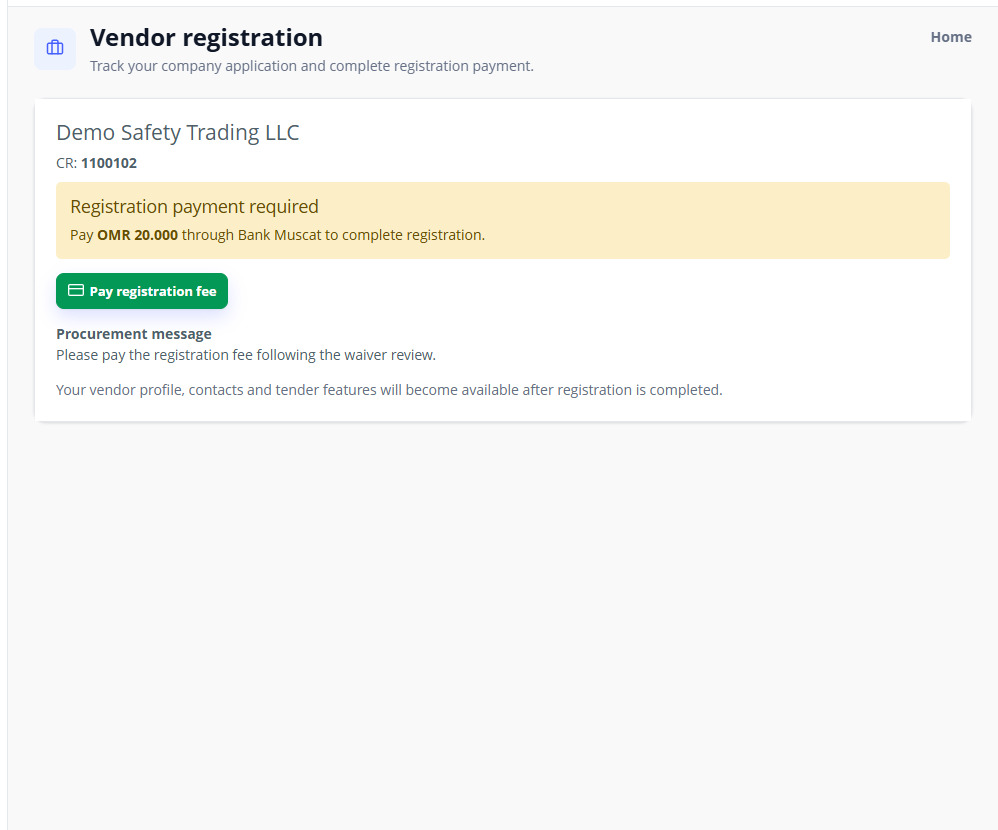 Vendor registration
Home
Track your company application and complete registration payment.
Demo Safety Trading LLC
CR: 1100102
Registration payment required
Pay OMR 20.000 through Bank Muscat to complete registration.
Pay registration fee
Procurement message
Please pay the registration fee following the waiver review.
Your vendor profile, contacts and tender features will become available after registration is completed.